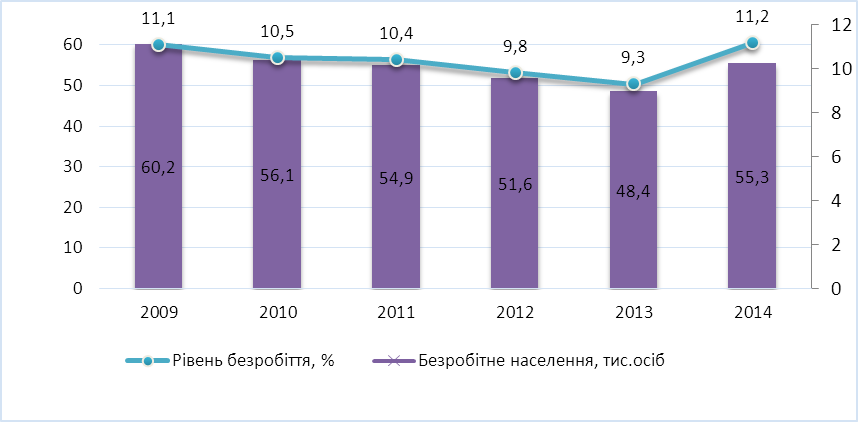 11,1 10,5 10,4 9,8 9,3 11,2
60 50 40 30 20 10 0
60,2 56,1 54,9 51,6 48,4 55,3
12 10 8 6 4 2 0
2009 2010 2011 2012 2013 2014
Рівень безробіття, % Безробітне населення, тис.осіб